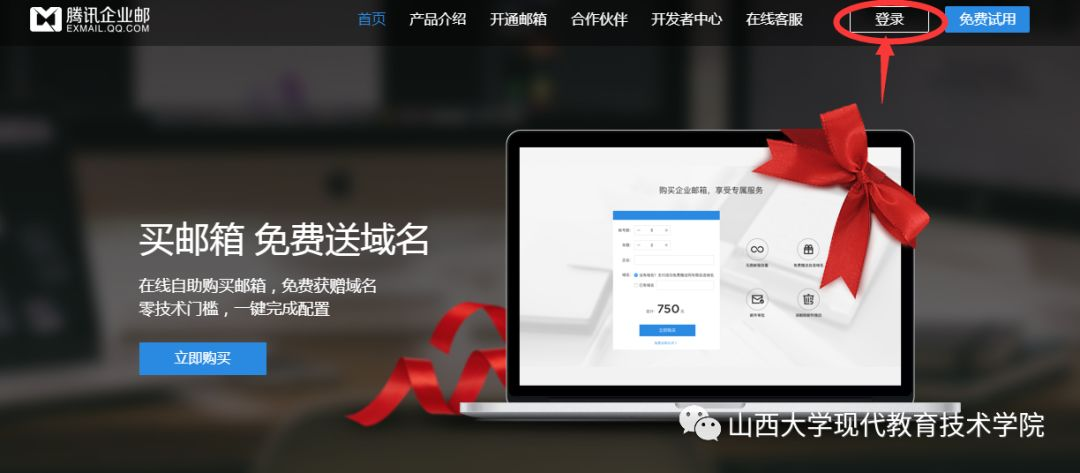 腾讯企业邮
EXMAIL.QQ.COM
首页 产品介绍 开通邮箱 合作伙伴 开发者中心 在线客服 登录 免费试用
买邮箱 免费送域名
在线自助购买邮箱，免费获赠域名
零技术门槛，一键完成配置
立即购买
购买企业邮箱，享受专属服务
750
立即购买
山西大学现代教育技术学院